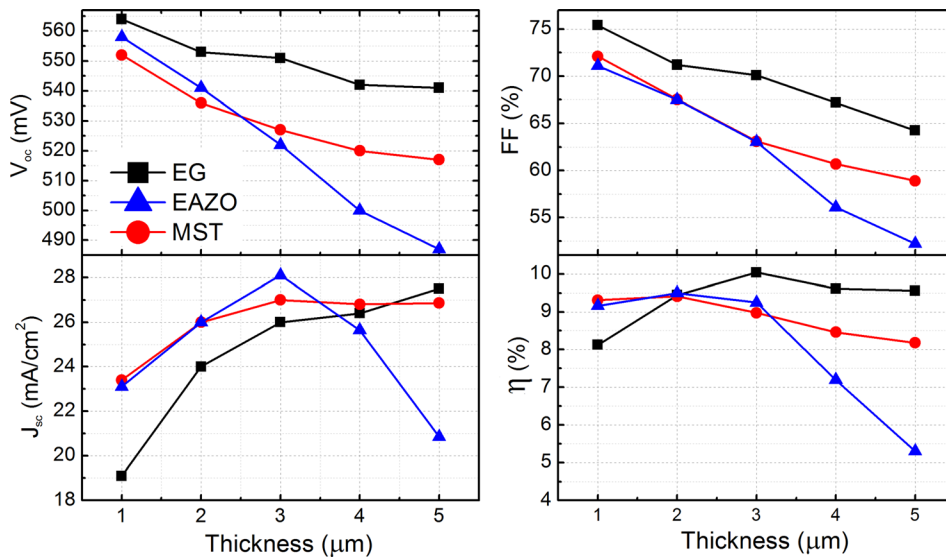 560
550
540
530
520
510
500
490
V_oc (mV)
EG
EAZO
MST
75
70
65
60
55
FF (%)
28
26
24
22
20
18
J_sc (mA/cm²)
1 2 3 4 5
Thickness (μm)
10
9
8
7
6
5
4
η (%)
1 2 3 4 5
Thickness (μm)